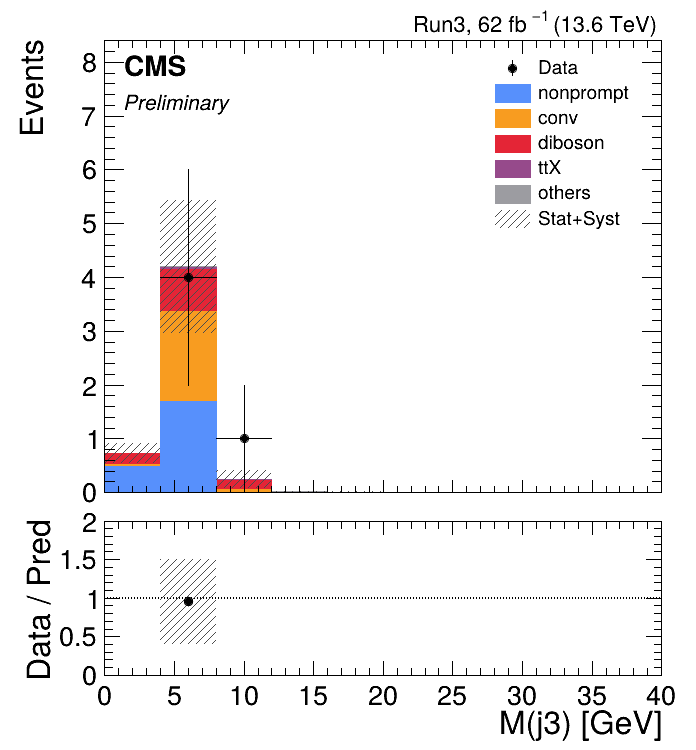 Run3, 62 fb⁻¹ (13.6 TeV)
CMS
Preliminary
Events
8
7
6
5
4
3
2
1
0
Data
nonprompt
conv
diboson
ttX
others
Stat+Syst
Data / Pred
2
1.5
1
0.5
0
0 5 10 15 20 25 30 35 40
M(j3) [GeV]